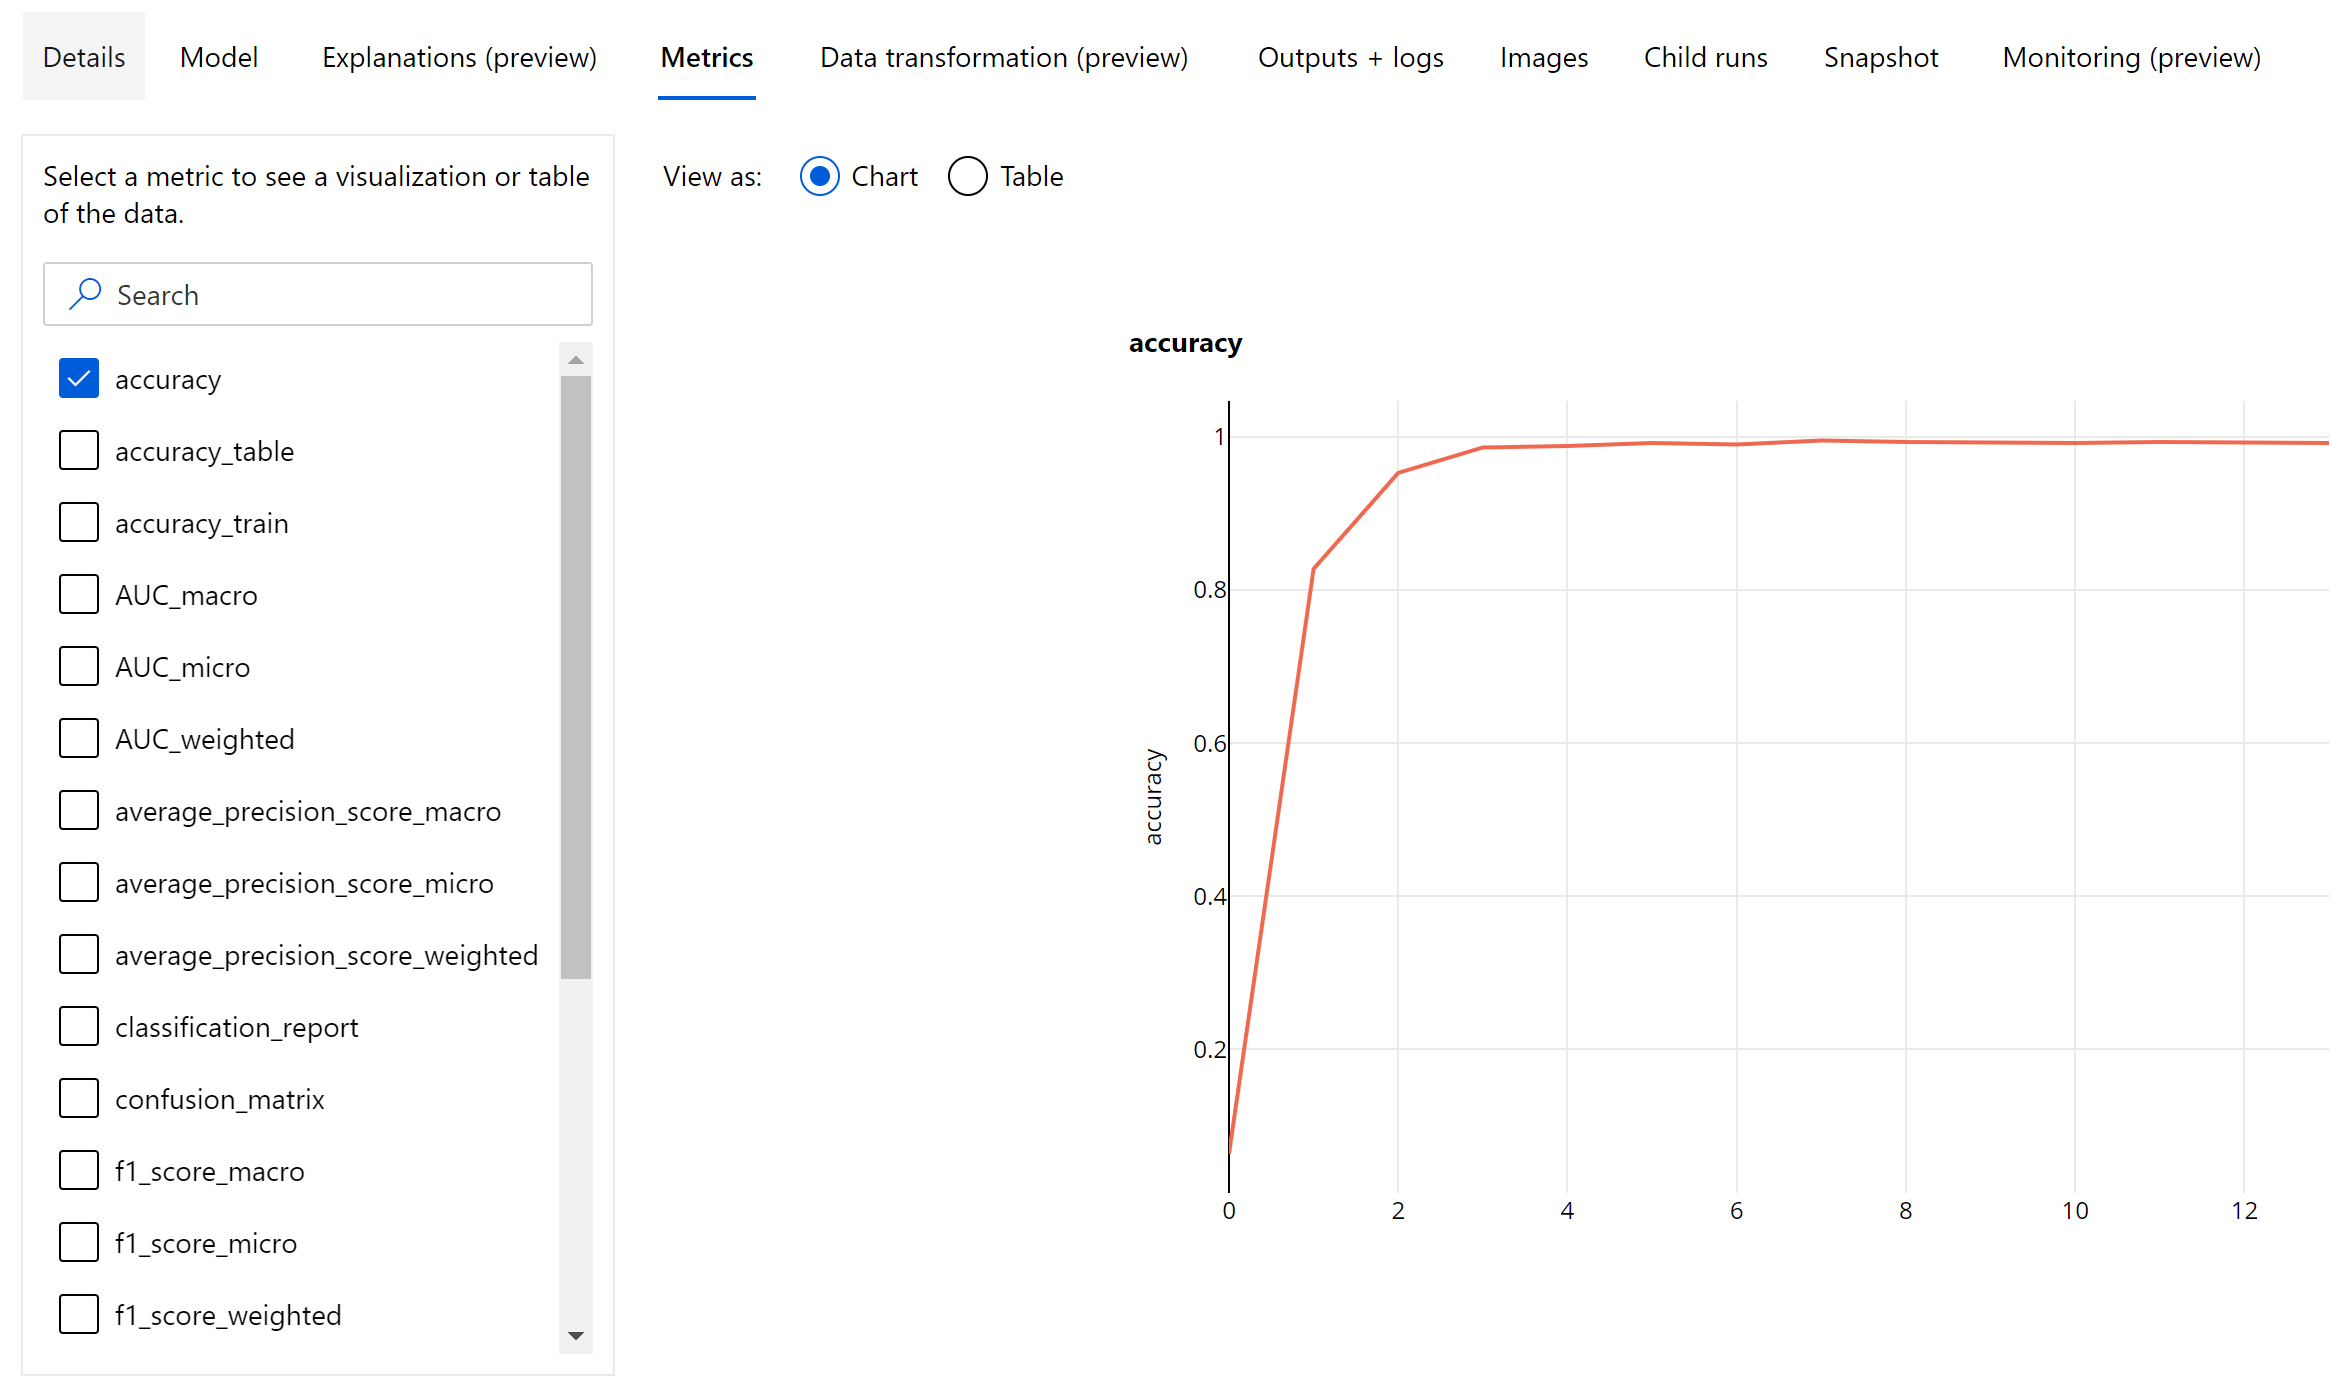 Details Model Explanations (preview) Metrics Data transformation (preview) Outputs + logs Images Child runs Snapshot Monitoring (preview)
Select a metric to see a visualization or table
of the data.
Search
accuracy
accuracy_table
accuracy_train
AUC_macro
AUC_micro
AUC_weighted
average_precision_score_macro
average_precision_score_micro
average_precision_score_weighted
classification_report
confusion_matrix
f1_score_macro
f1_score_micro
f1_score_weighted
View as: Chart Table
accuracy
accuracy
1
0.8
0.6
0.4
0.2
0 2 4 6 8 10 12